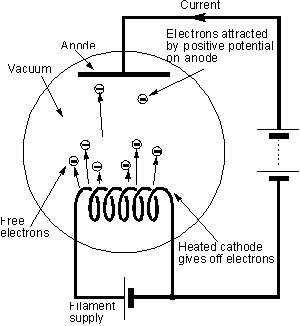 Current
Anode
Electrons attracted
by positive potential
on anode
Vacuum
Free
electrons
Heated cathode
gives off electrons
Filament
supply